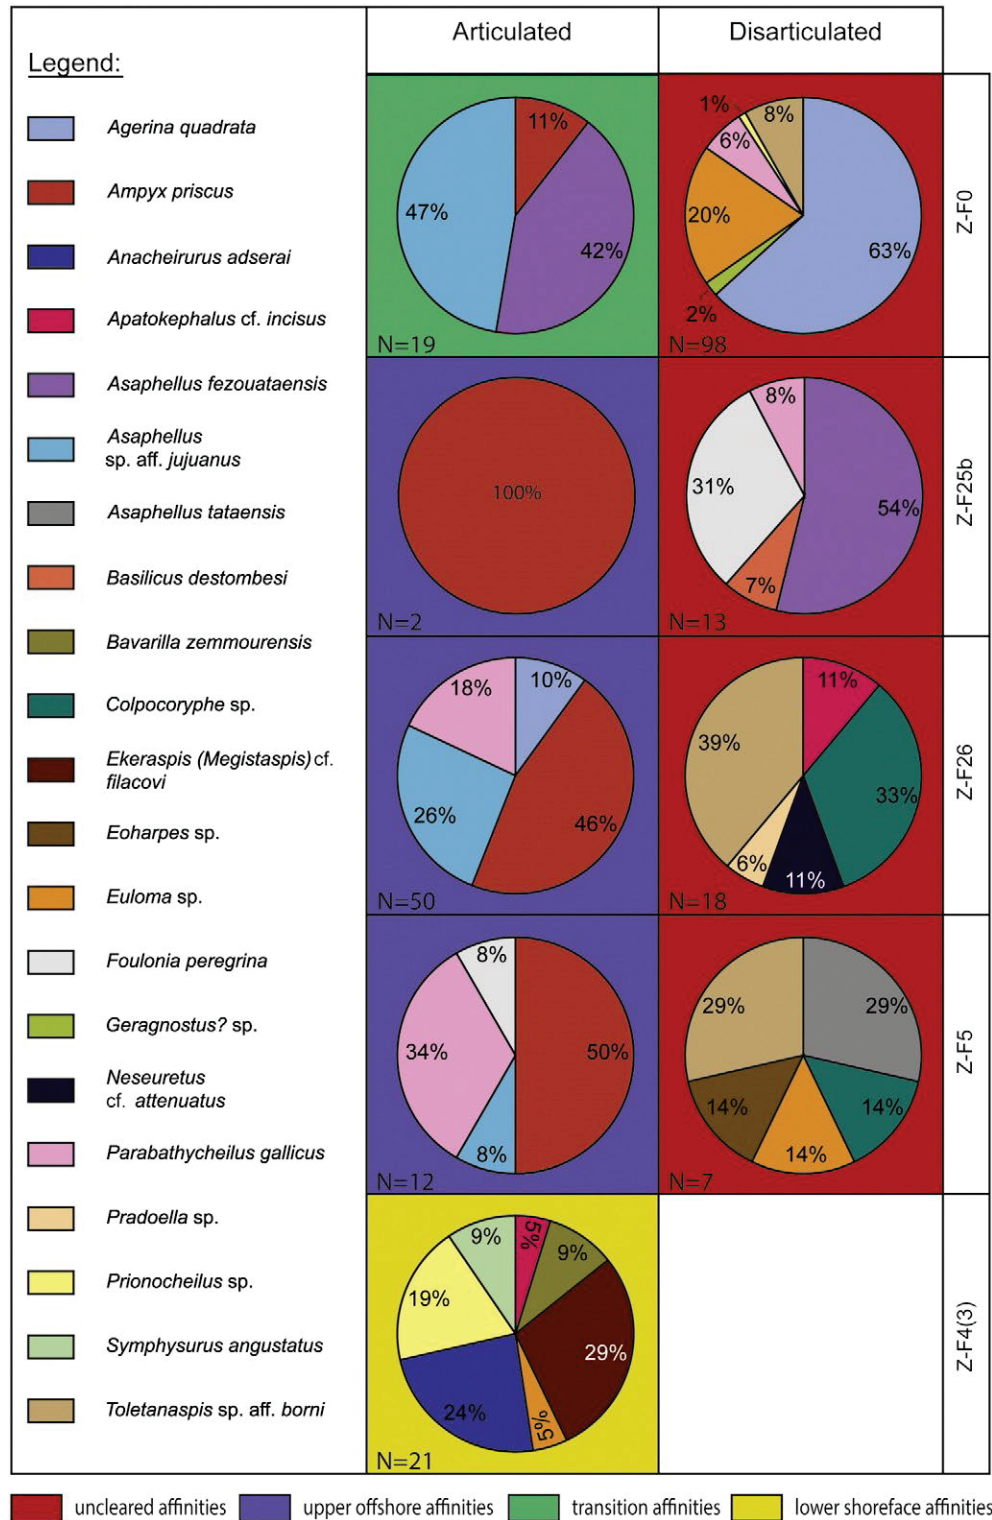 Articulated
Disarticulated
Legend:
Agerina quadrata
Ampyx priscus
Anacheirurus adserai
Apatokephalus cf. incisus
Asaphellus fezouataensis
Asaphellus
sp. aff. jujuanus
Asaphellus tataensis
Basilicus destombesi
Bavarilla zemmourensis
Colpocoryphe sp.
Ekeraspis (Megistaspis) cf.
filacovi
Eoharpes sp.
Euloma sp.
Foulonia peregrina
Geragnostus? sp.
Neseuretus
cf. attenuatus
Parabathycheilus gallicus
Pradoella sp.
Prionocheilus sp.
Symphysurus angustatus
Toletanaspis sp. aff. borni
11%
47%
42%
N=19
1%
8%
6%
20%
63%
2%
N=98
Z-F0
100%
N=2
8%
31%
54%
7%
N=13
Z-F25b
18%
10%
26%
46%
N=50
11%
39%
33%
6%
11%
N=18
Z-F26
8%
34%
50%
8%
N=12
29%
29%
14%
14%
14%
N=7
Z-F5
9%
5%
9%
19%
29%
24%
5%
N=21
Z-F4(3)
uncleared affinities
upper offshore affinities
transition affinities
lower shoreface affinities